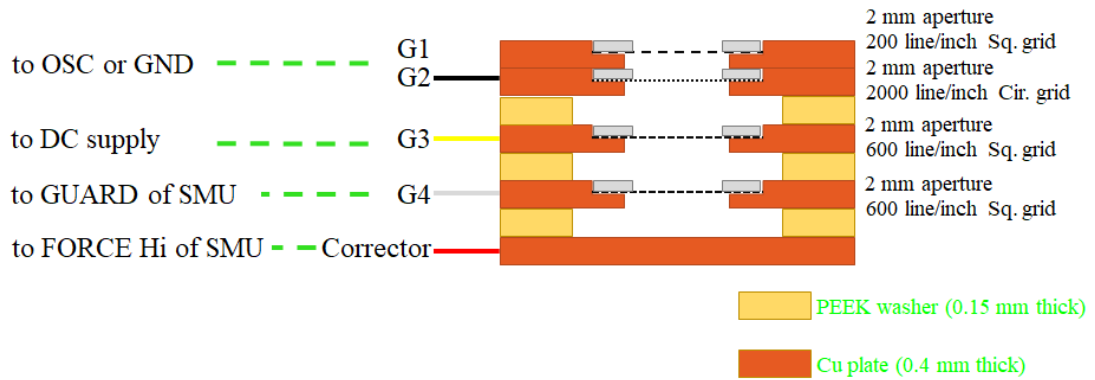 to OSC or GND
G1
G2
2 mm aperture
200 line/inch Sq. grid
2 mm aperture
2000 line/inch Cir. grid
to DC supply
G3
2 mm aperture
600 line/inch Sq. grid
to GUARD of SMU
G4
2 mm aperture
600 line/inch Sq. grid
to FORCE Hi of SMU
Corrector
PEEK washer (0.15 mm thick)
Cu plate (0.4 mm thick)